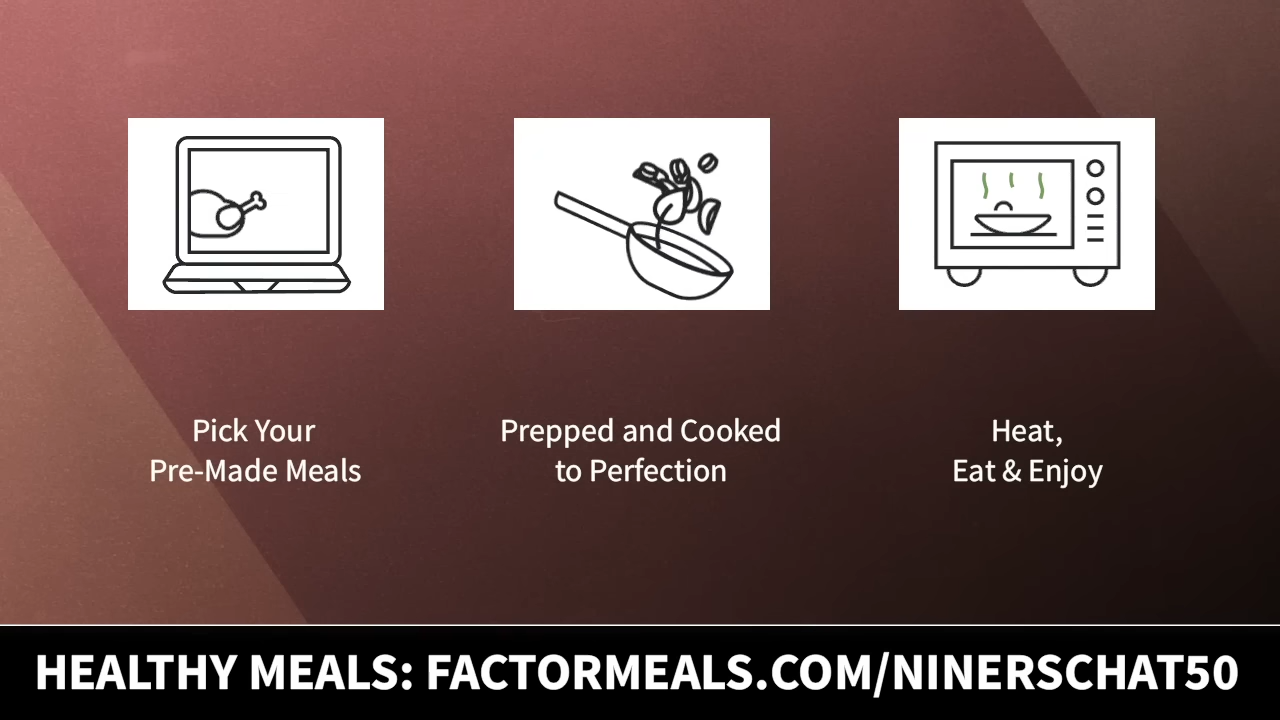 Pick Your
Pre-Made Meals
Prepped and Cooked
to Perfection
Heat,
Eat & Enjoy
HEALTHY MEALS: FACTORMEALS.COM/NINERSCHAT50